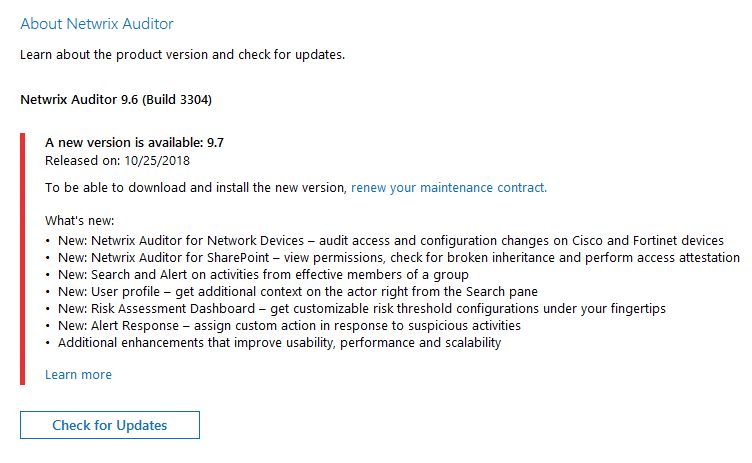 About Netwrix Auditor
Learn about the product version and check for updates.
Netwrix Auditor 9.6 (Build 3304)
A new version is available: 9.7
Released on: 10/25/2018
To be able to download and install the new version, renew your maintenance contract.
What's new:
• New: Netwrix Auditor for Network Devices – audit access and configuration changes on Cisco and Fortinet devices
• New: Netwrix Auditor for SharePoint – view permissions, check for broken inheritance and perform access attestation
• New: Search and Alert on activities from effective members of a group
• New: User profile – get additional context on the actor right from the Search pane
• New: Risk Assessment Dashboard – get customizable risk threshold configurations under your fingertips
• New: Alert Response – assign custom action in response to suspicious activities
• Additional enhancements that improve usability, performance and scalability
Learn more
Check for Updates